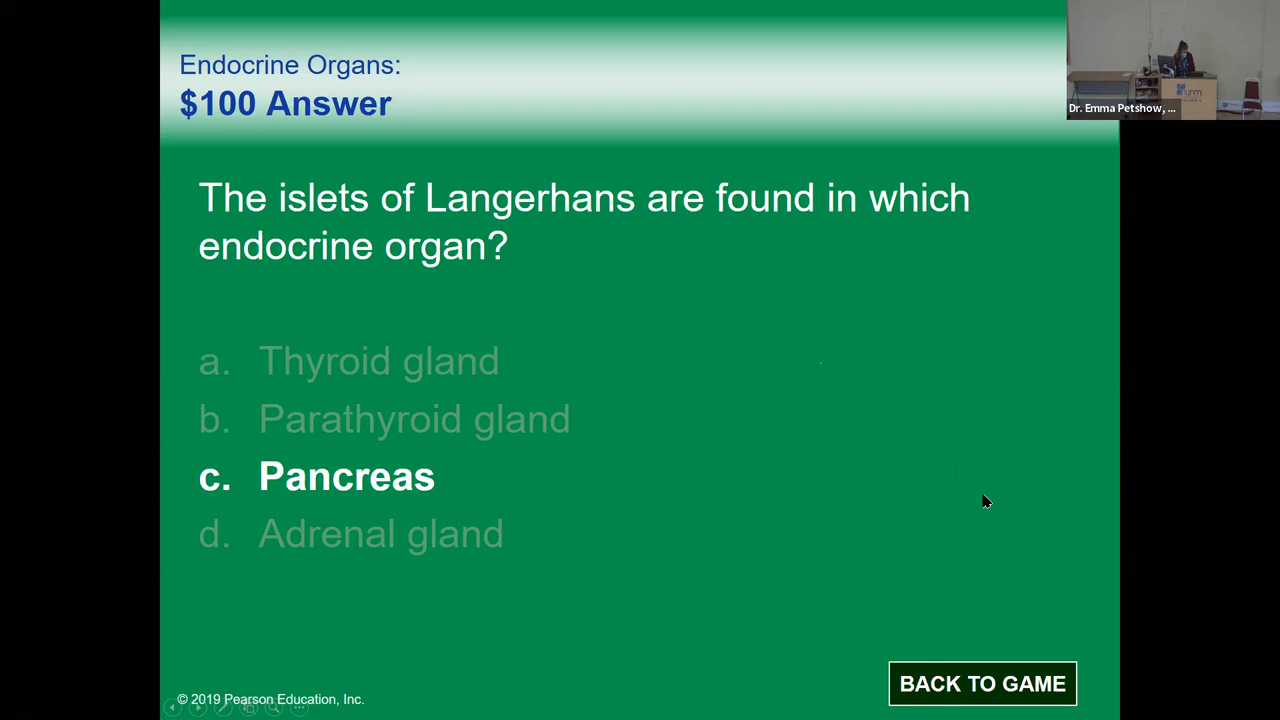 Endocrine Organs:
$100 Answer
Dr. Emma Petshow, ...
The islets of Langerhans are found in which
endocrine organ?
a. Thyroid gland
b. Parathyroid gland
c. Pancreas
d. Adrenal gland
BACK TO GAME
© 2019 Pearson Education, Inc.